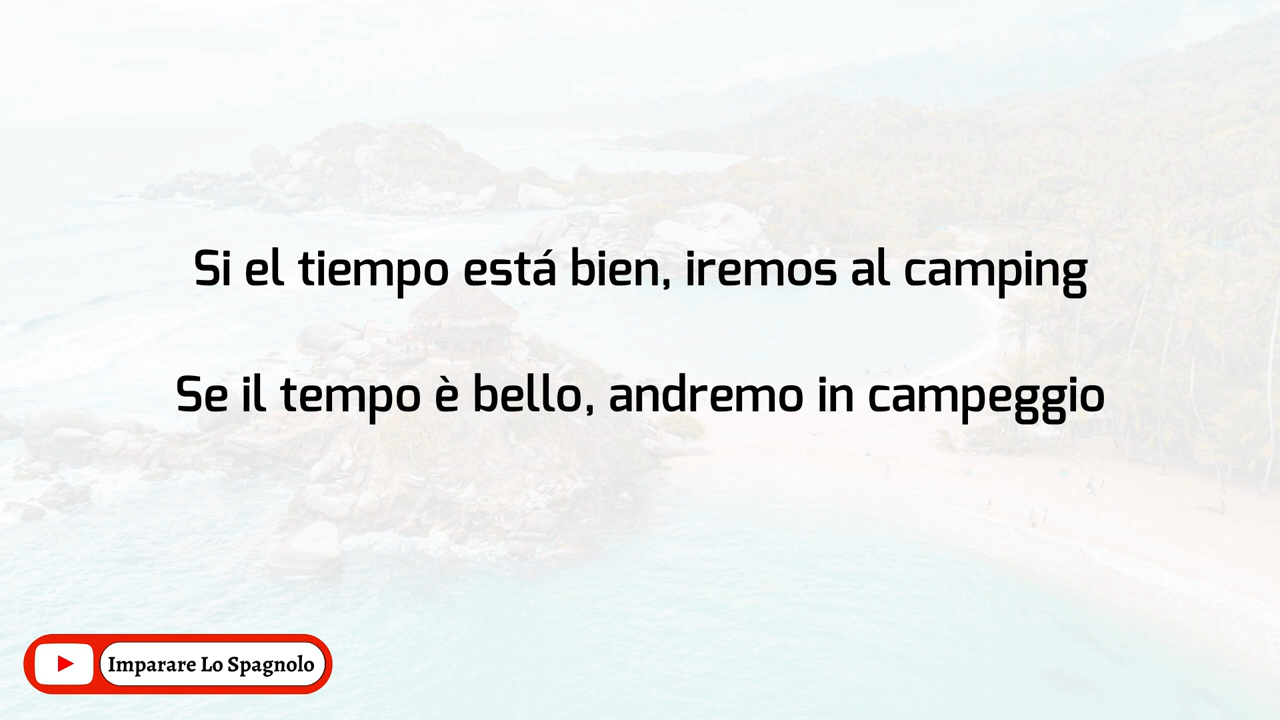 Si el tiempo está bien, iremos al camping
Se il tempo è bello, andremo in campeggio
Imparare Lo Spagnolo